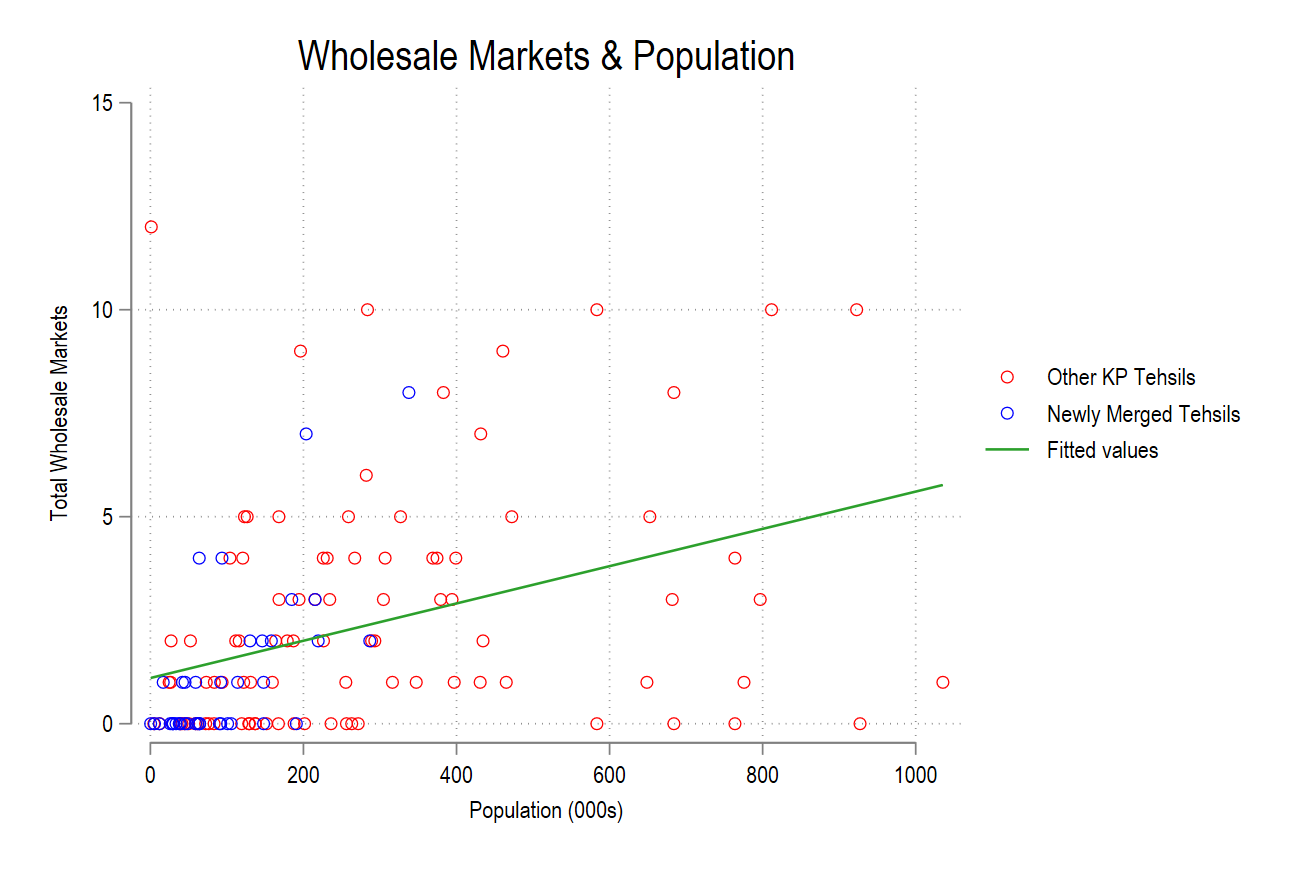 Wholesale Markets & Population
Total Wholesale Markets
15
10
5
0
0 200 400 600 800 1000
Population (000s)
Other KP Tehsils
Newly Merged Tehsils
Fitted values